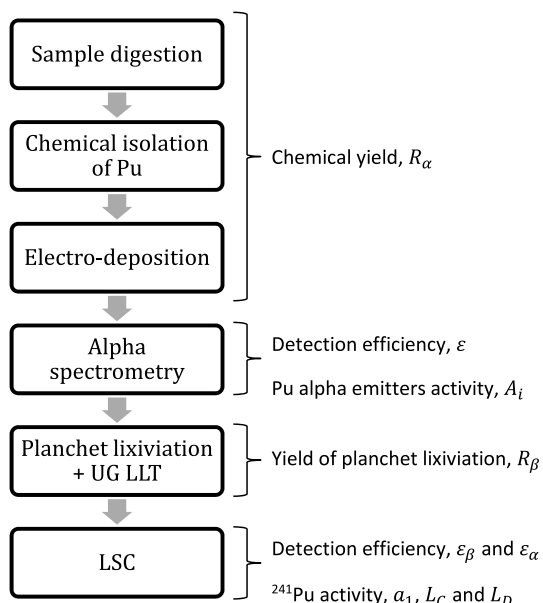 Sample digestion
Chemical isolation
of Pu
Chemical yield, Rα
Electro-deposition
Alpha
spectrometry
Detection efficiency, ε
Pu alpha emitters activity, Aᵢ
Planchet lixiviation
+ UG LLT
Yield of planchet lixiviation, Rᵦ
LSC
Detection efficiency, εᵦ and εα
²⁴¹Pu activity, a₁, L_C and L_D